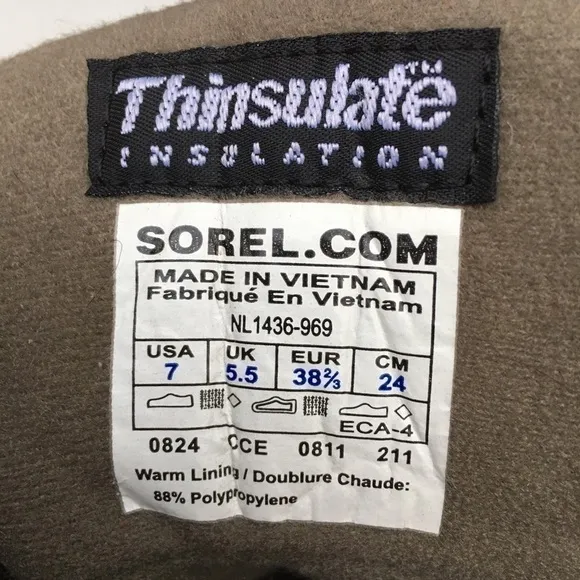 Thinsulate™
INSULATION
SOREL.COM
MADE IN VIETNAM
Fabriqué En Vietnam
NL1436-969
USA UK EUR CM
7 5.5 38⅔ 24
ECA-4
0824 CCE 0811 211
Warm Lining / Doublure Chaude:
88% Polypropylene